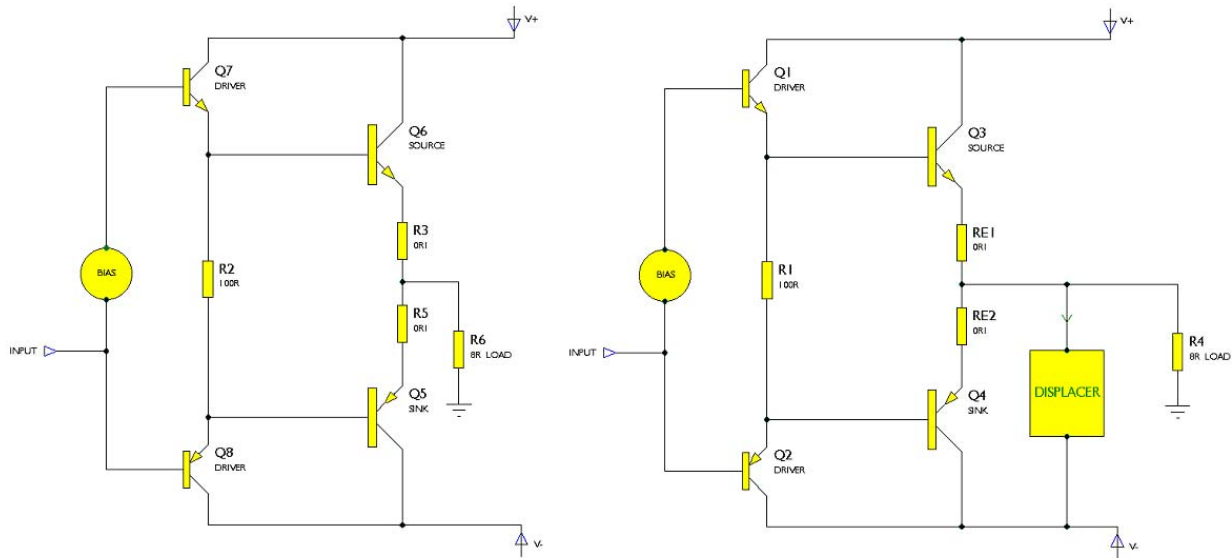 V+
Q7
DRIVER
Q6
SOURCE
R3
0R1
BIAS
R2
100R
R5
0R1
R6
8R LOAD
INPUT
Q5
SINK
Q8
DRIVER
V-
V+
Q1
DRIVER
Q3
SOURCE
RE1
0R1
BIAS
R1
100R
RE2
0R1
R4
8R LOAD
INPUT
DISPLACER
Q4
SINK
Q2
DRIVER
V-